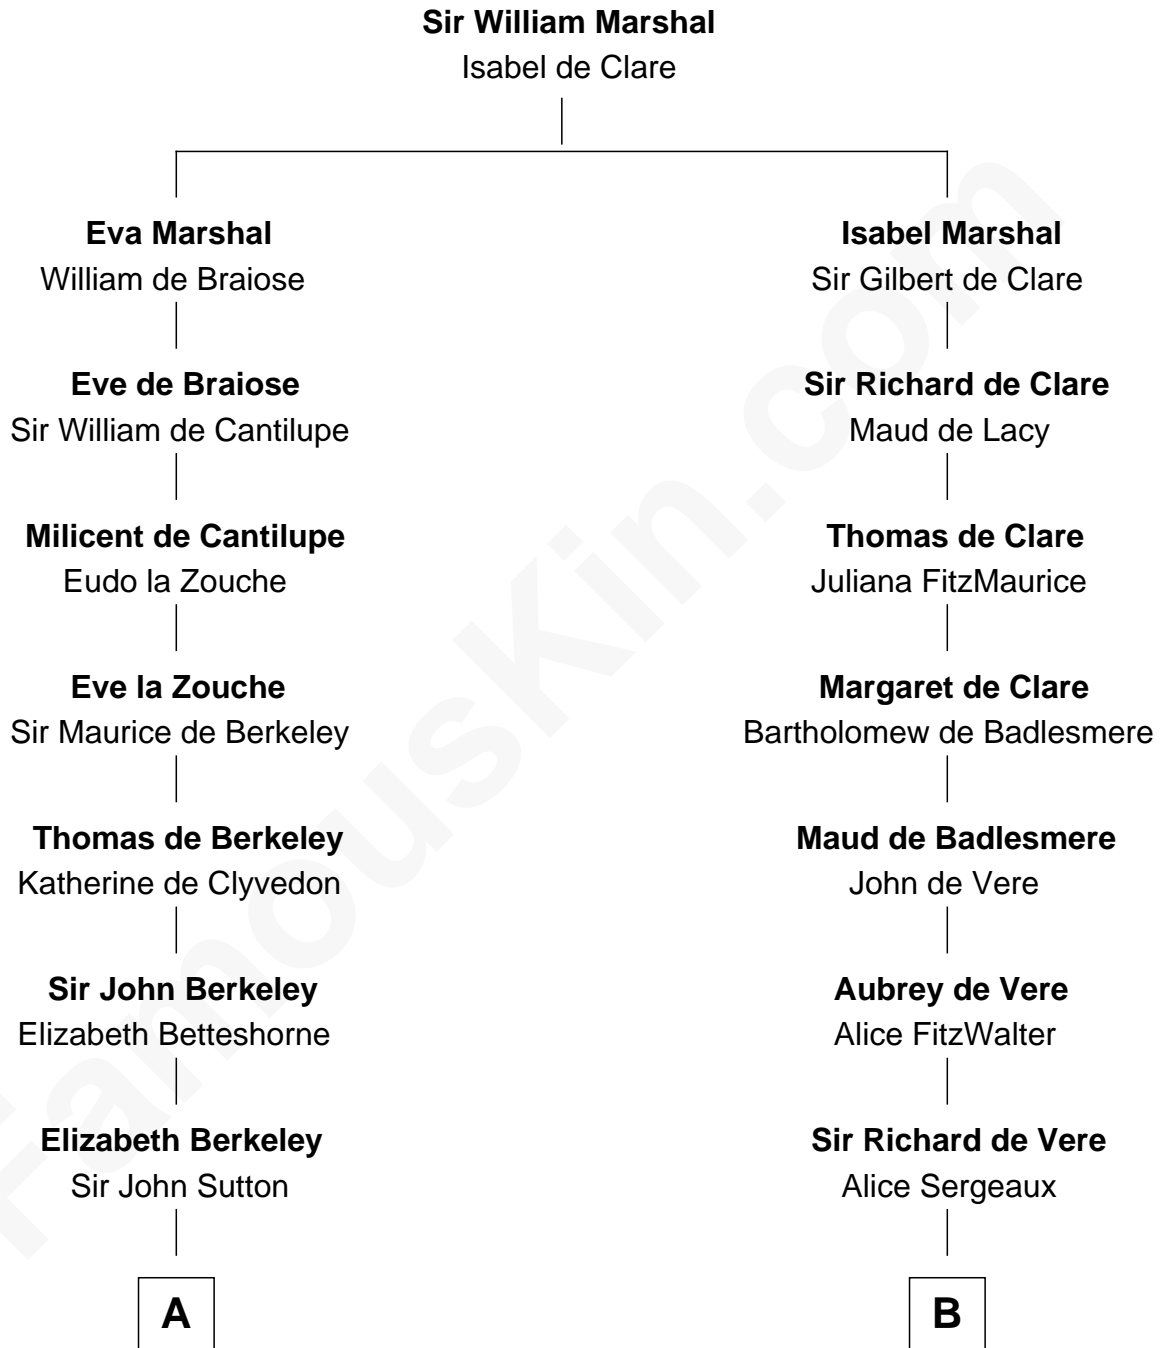 Sir William Marshal
Isabel de Clare
Eva Marshal
William de Braiose
Eve de Braiose
Sir William de Cantilupe
Milicent de Cantilupe
Eudo la Zouche
Eve la Zouche
Sir Maurice de Berkeley
Thomas de Berkeley
Katherine de Clyvedon
Sir John Berkeley
Elizabeth Betteshorne
Elizabeth Berkeley
Sir John Sutton
A
Isabel Marshal
Sir Gilbert de Clare
Sir Richard de Clare
Maud de Lacy
Thomas de Clare
Juliana FitzMaurice
Margaret de Clare
Bartholomew de Badlesmere
Maud de Badlesmere
John de Vere
Aubrey de Vere
Alice FitzWalter
Sir Richard de Vere
Alice Sergeaux
B
FamousKin.com